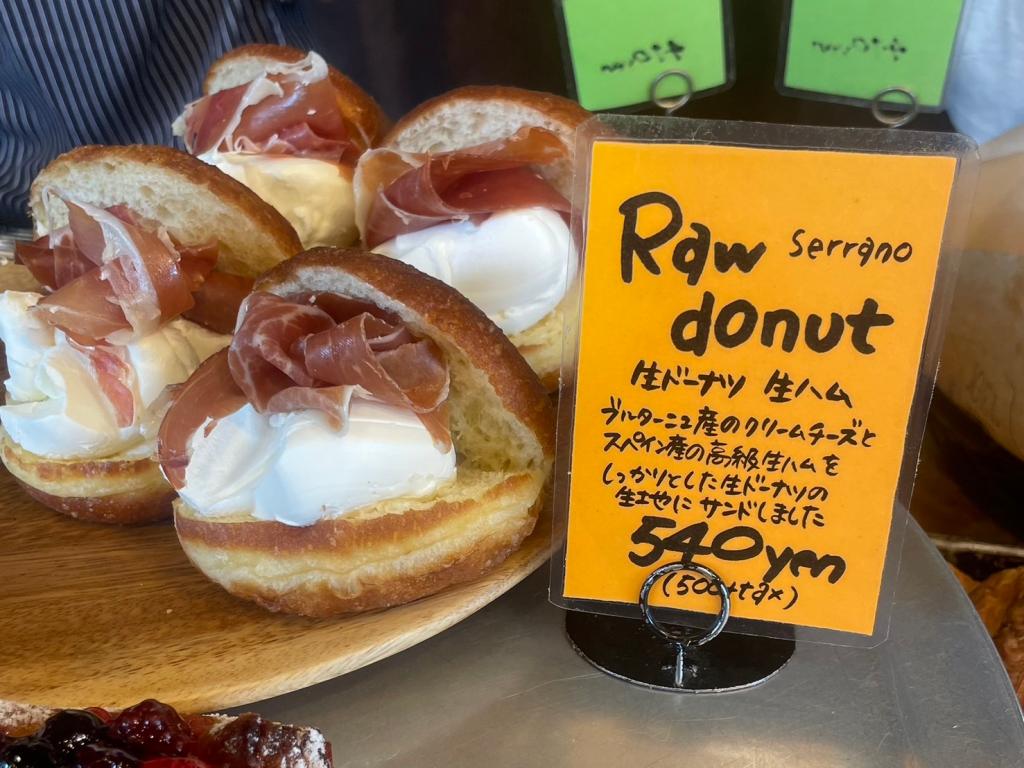 Raw serrano
donut
生ドーナツ 生ハム
ブルターニュ産のクリームチーズと
スペイン産の高級生ハムを
しっかりとした生ドーナツの
生地に サンドしました
540yen
(500+tax)